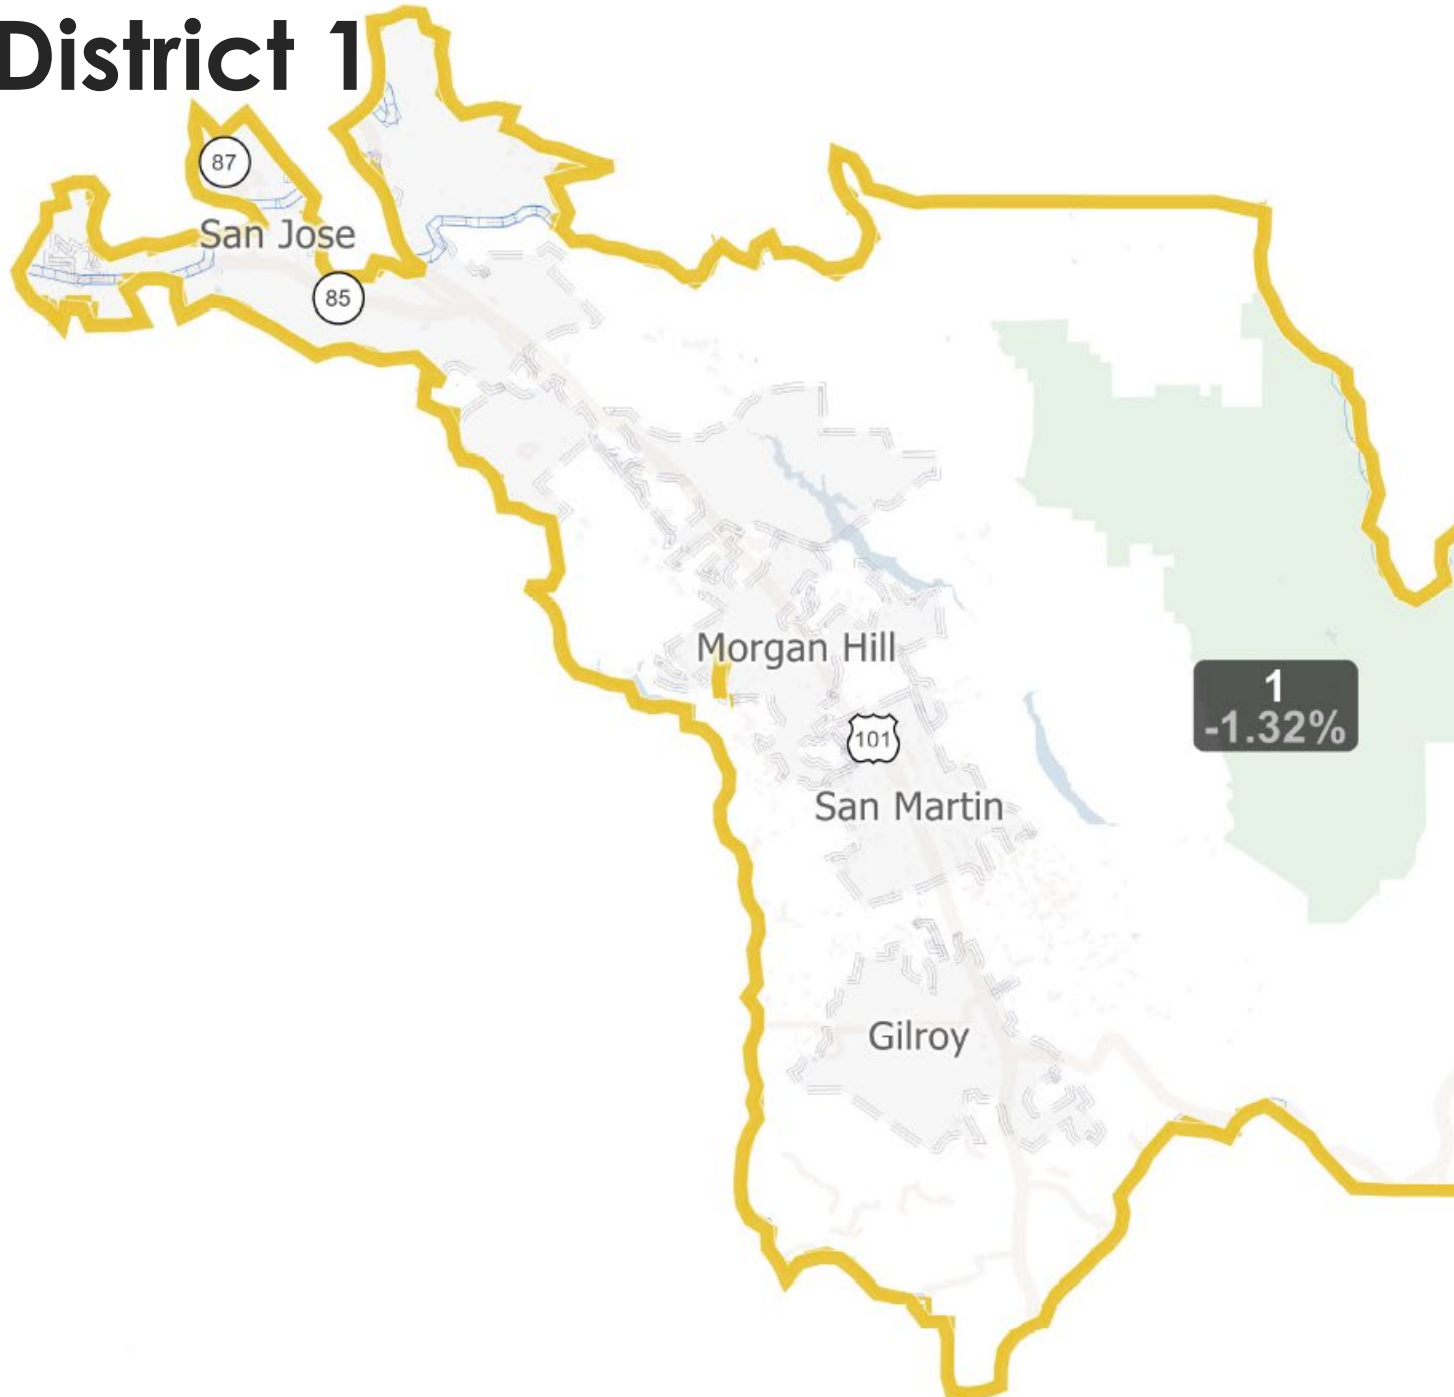 District 1
87
San Jose
85
Morgan Hill
1
-1.32%
101
San Martin
Gilroy